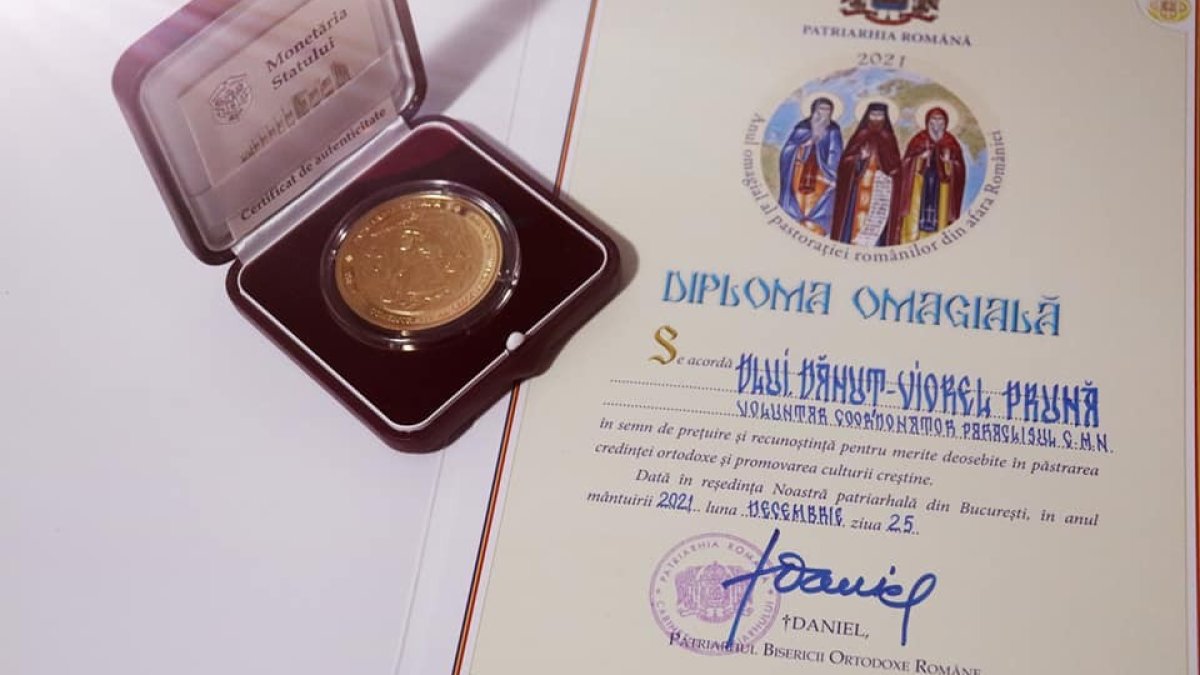 Monetăria
Statului
Certificat de autenticitate
PATRIARHIA ROMÂNĂ
2021
Anul omagial al pastorației românilor din afara României
DIPLOMA OMAGIALĂ
Se acordă DLUI DĂNUȚ-VIOREL PRUNĂ
VOLUNTAR COORDONATOR PARACLISUL C.M.N.
în semn de prețuire și recunoștință pentru merite deosebite în păstrarea
credinței ortodoxe și promovarea culturii creștine.
Dată în reședința Noastră patriarhală din București, în anul
mântuirii 2021.. luna ..DECEMBRIE. ziua 25..
PATRIARHIA ROMÂNĂ
†Daniel
†DANIEL,
PATRIARHUL BISERICII ORTODOXE ROMÂNE